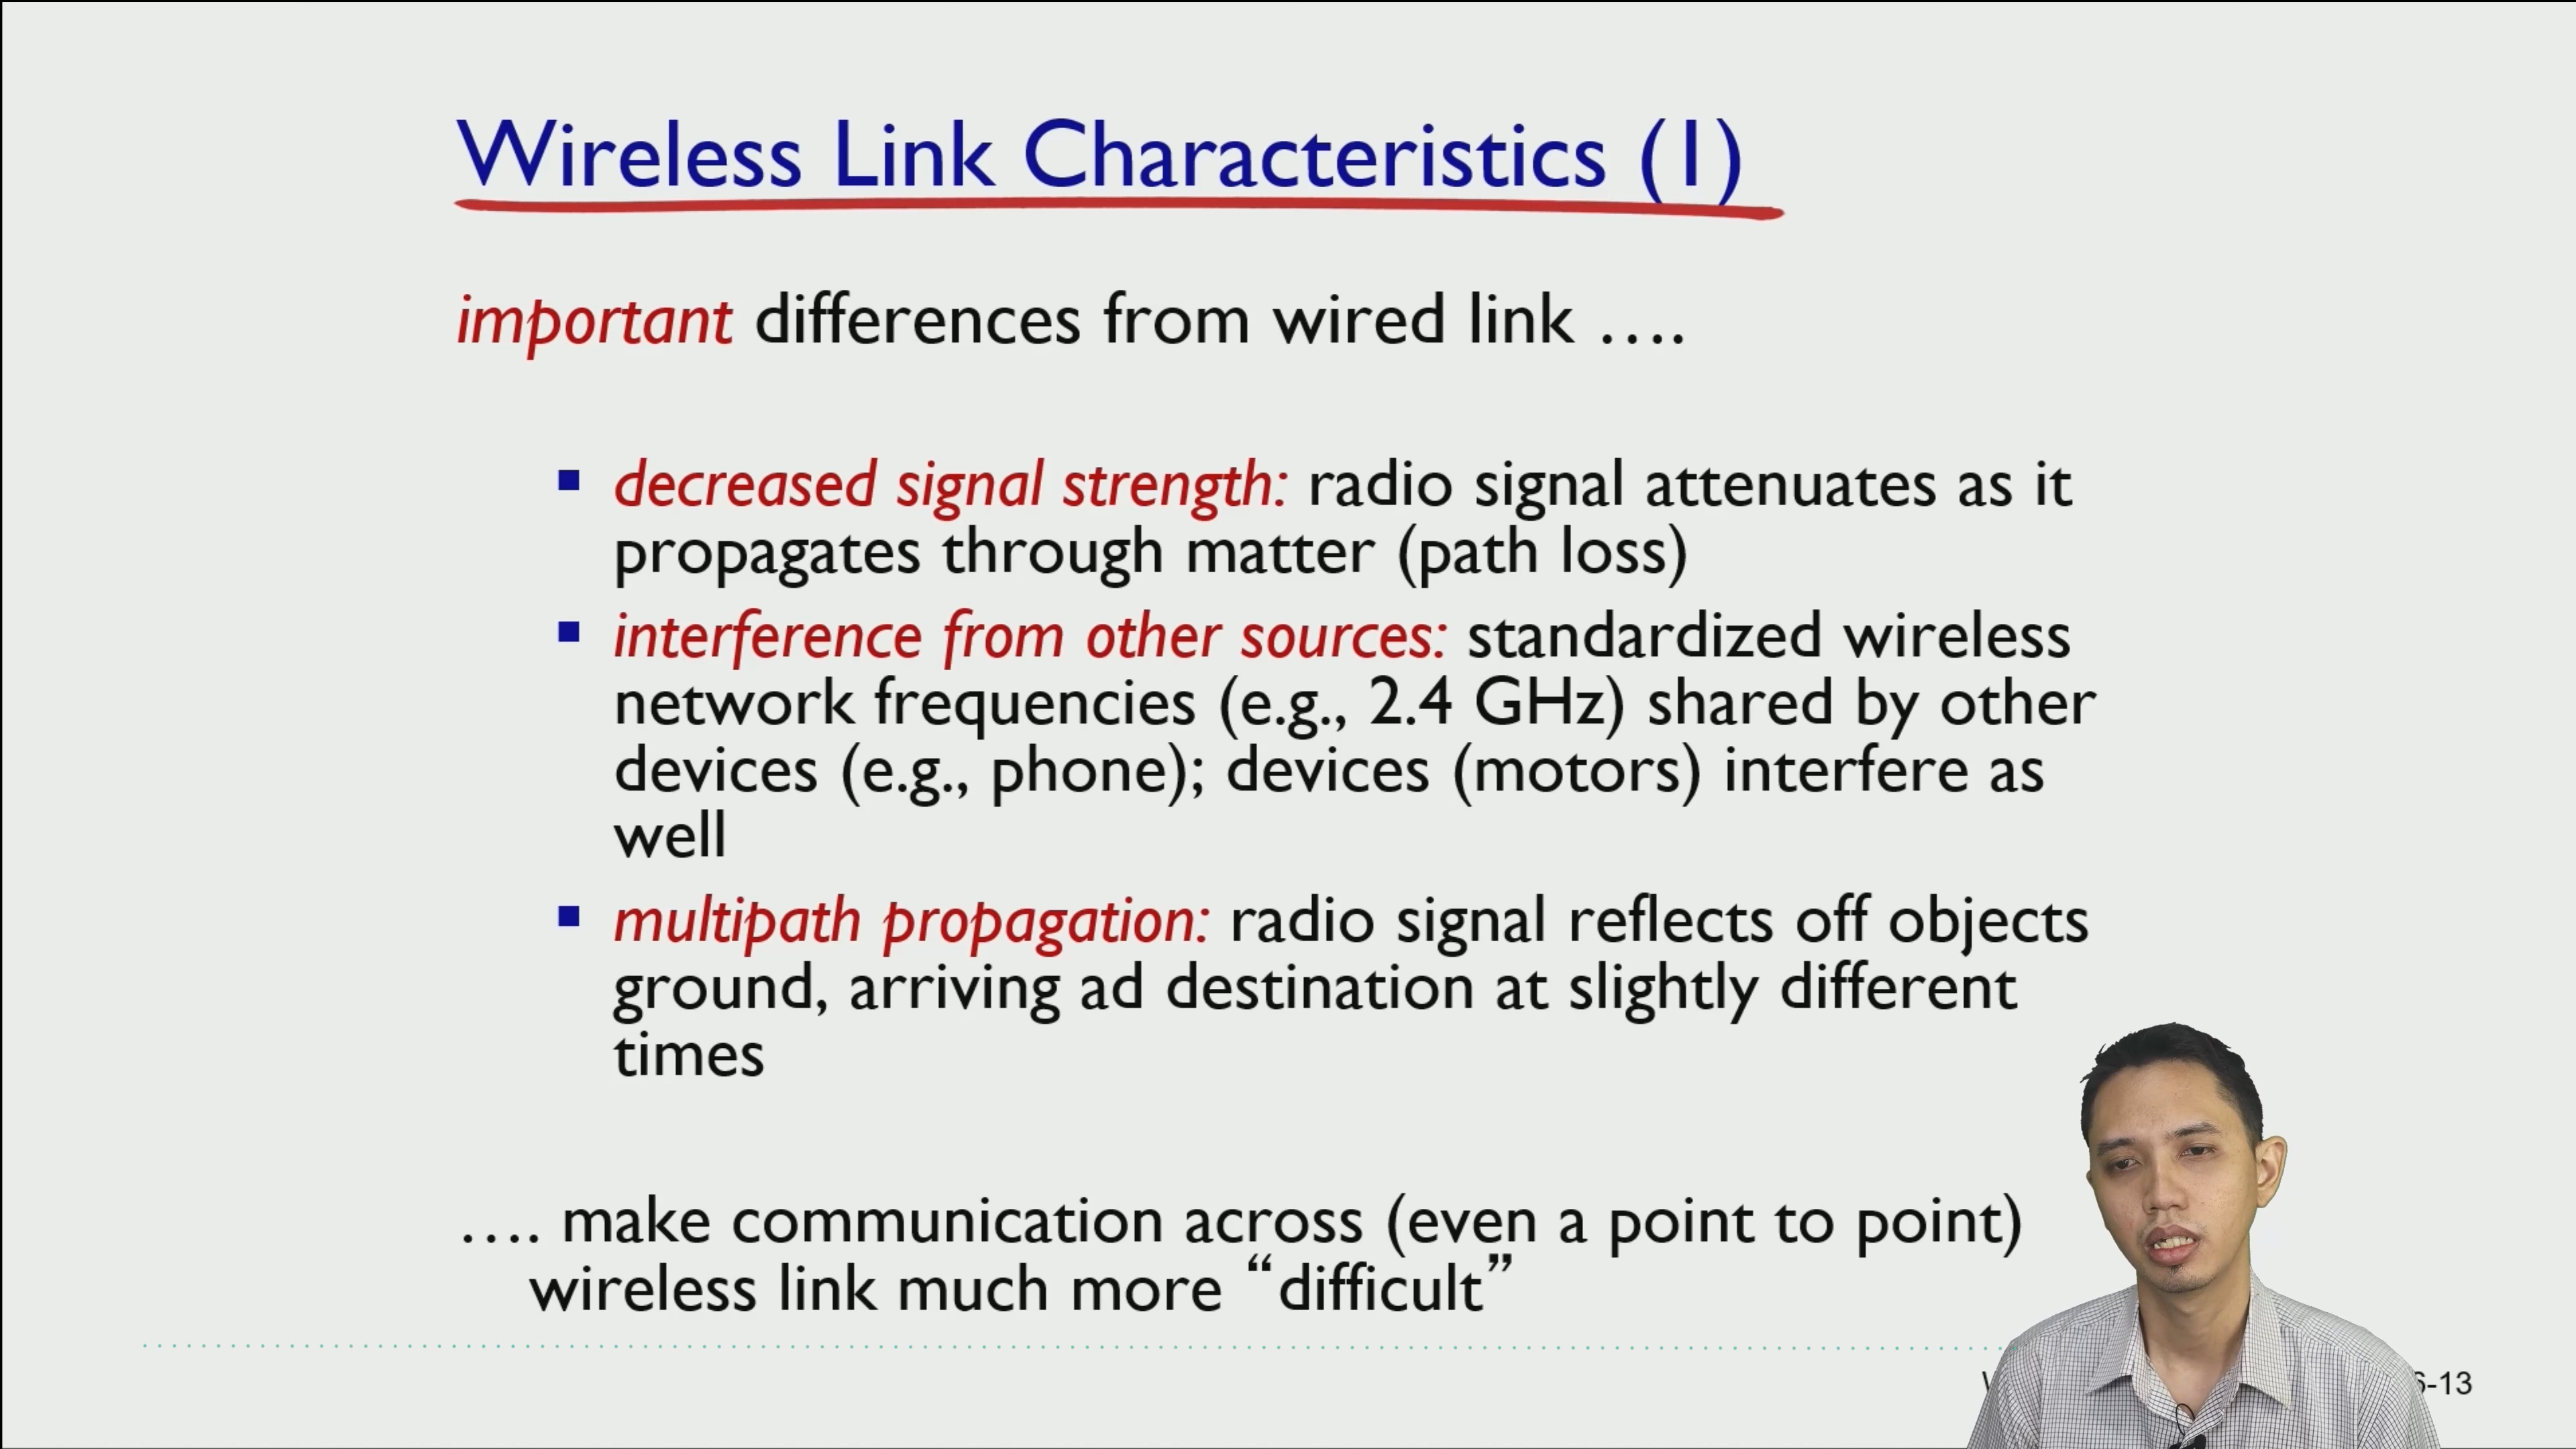 Wireless Link Characteristics (1)
important differences from wired link ….
▪ decreased signal strength: radio signal attenuates as it
propagates through matter (path loss)
▪ interference from other sources: standardized wireless
network frequencies (e.g., 2.4 GHz) shared by other
devices (e.g., phone); devices (motors) interfere as
well
▪ multipath propagation: radio signal reflects off objects
ground, arriving ad destination at slightly different
times
…. make communication across (even a point to point)
wireless link much more “difficult”
6-13